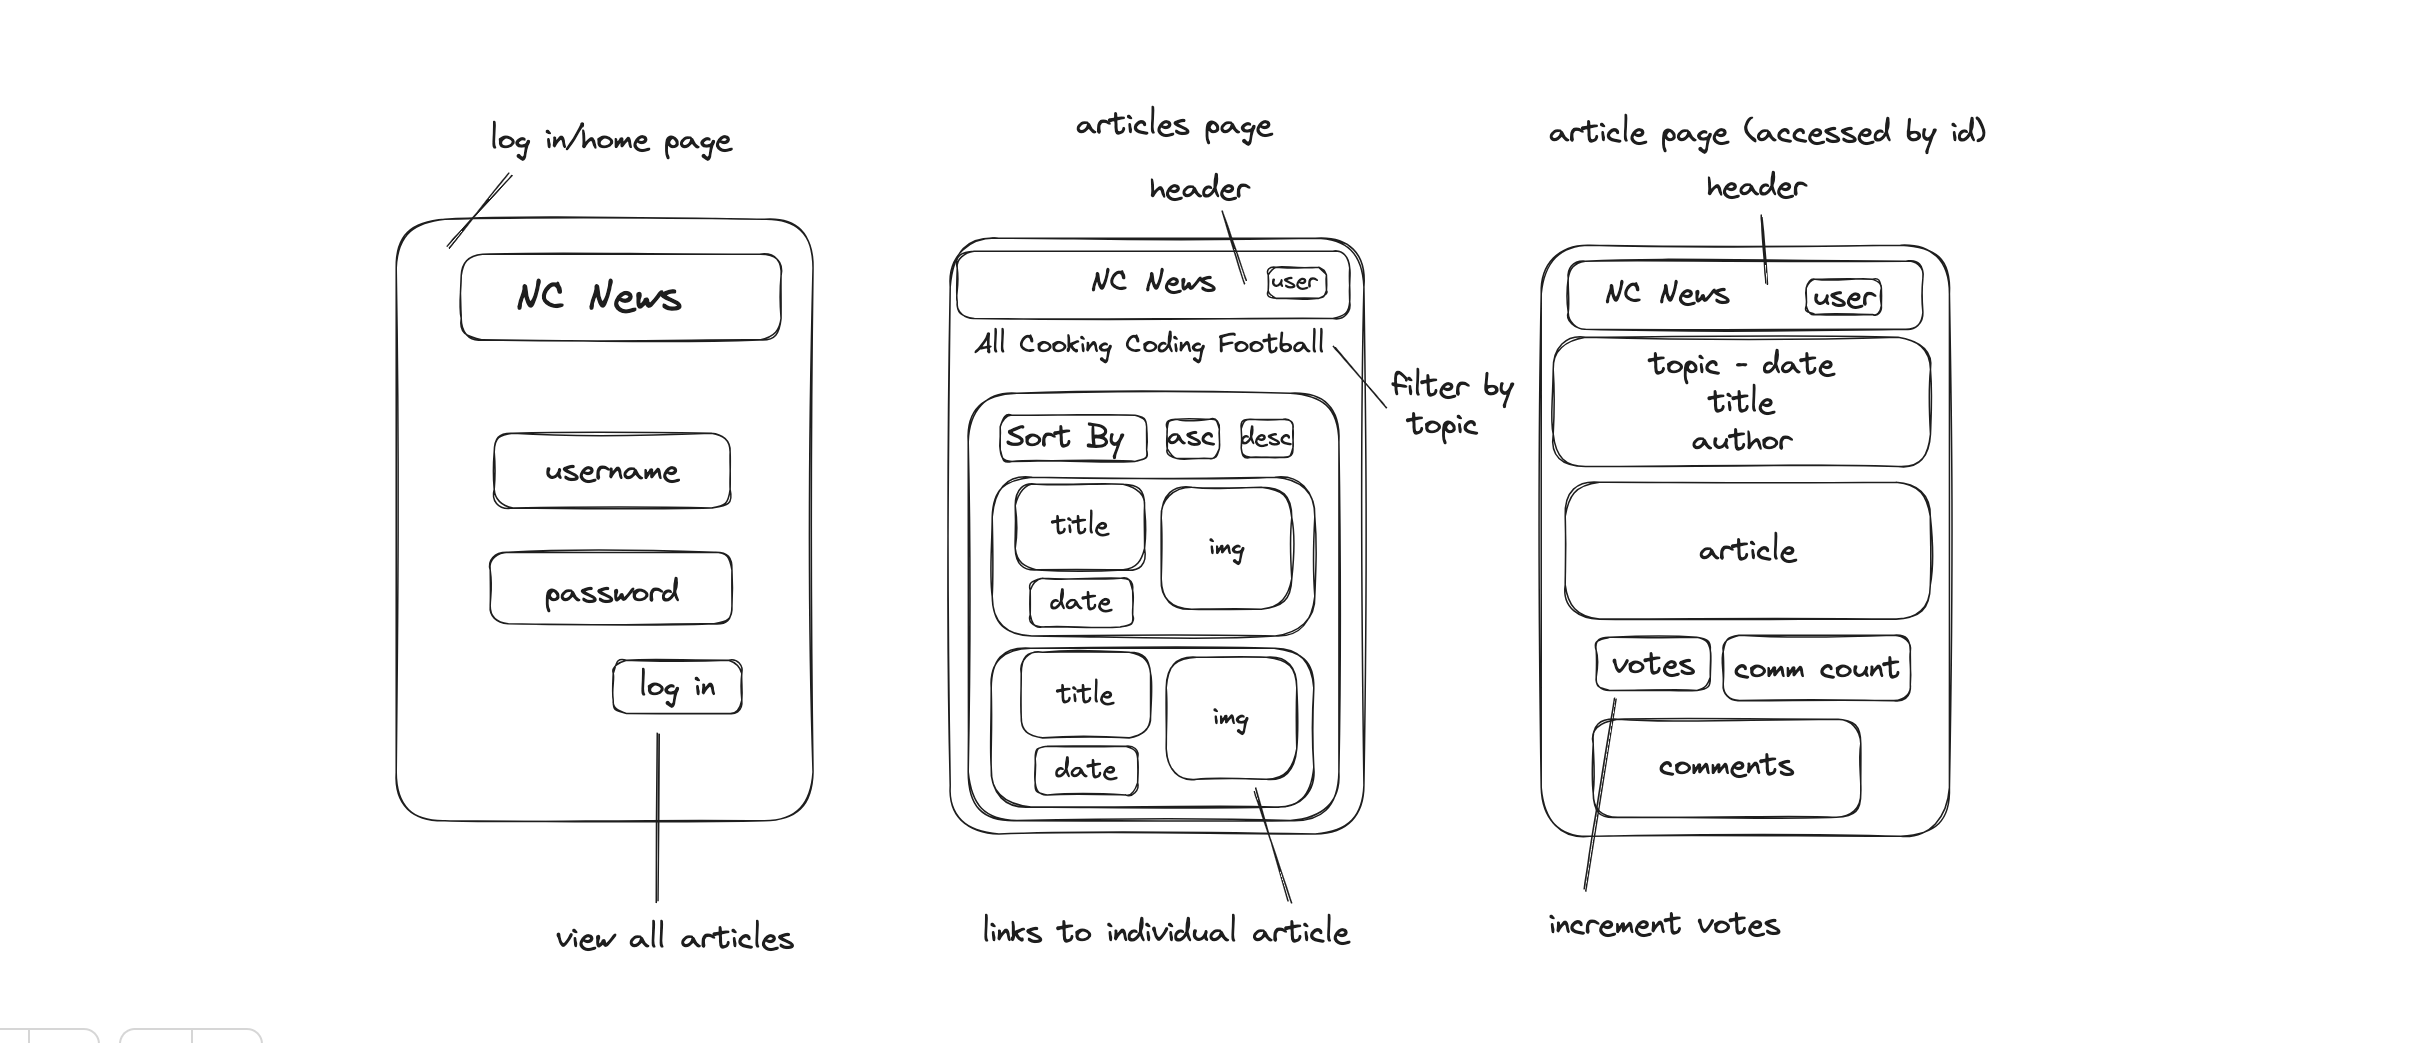 log in/home page
NC News
username
password
log in
view all articles
articles page
header
NC News
user
All Cooking Coding Football
filter by
topic
Sort By
asc
desc
title
img
date
title
img
date
links to individual article
article page (accessed by id)
header
NC News
user
topic - date
title
author
article
votes
comm count
comments
increment votes